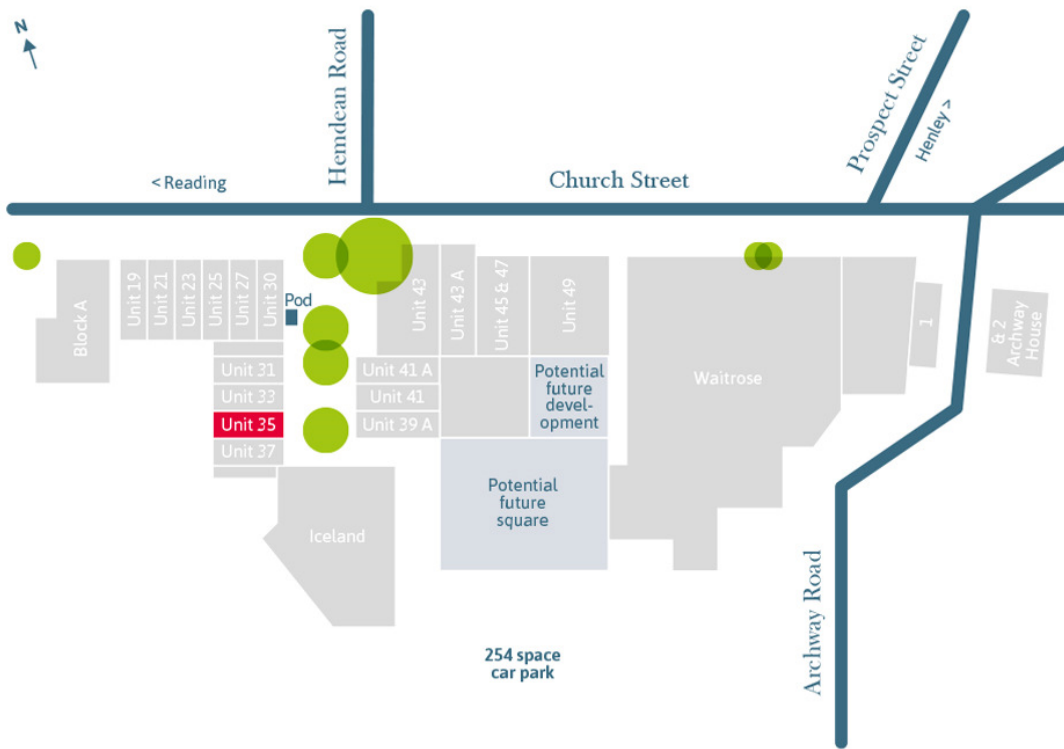 N
Hemdean Road
Prospect Street
Henley >
< Reading
Church Street
Block A
Unit 19
Unit 21
Unit 23
Unit 25
Unit 27
Unit 30
Pod
Unit 43
Unit 43 A
Unit 45 & 47
Unit 49
1
& 2
Archway
House
Unit 31
Unit 33
Unit 35
Unit 37
Unit 41 A
Unit 41
Unit 39 A
Potential
future
devel-
opment
Waitrose
Potential
future
square
Iceland
Archway Road
254 space
car park